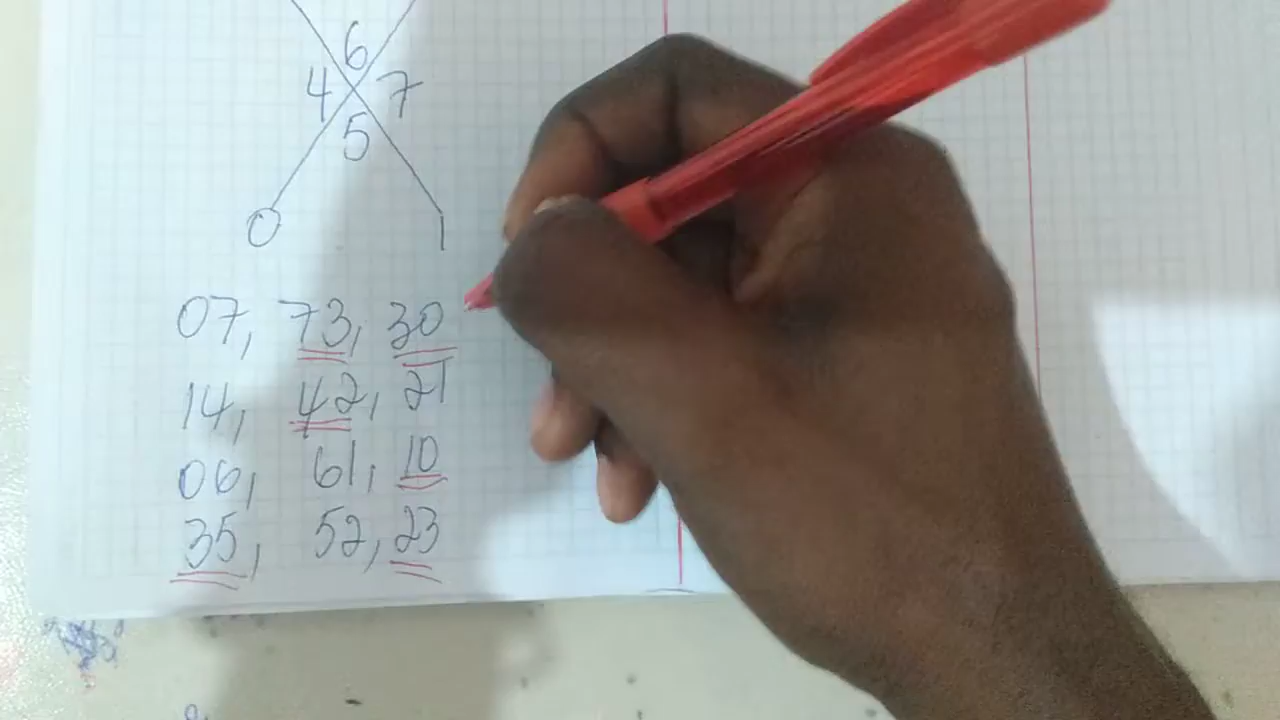 6
4 7
5
0 1
07, 73, 30
14, 42, 21
06, 61, 10
35, 52, 23